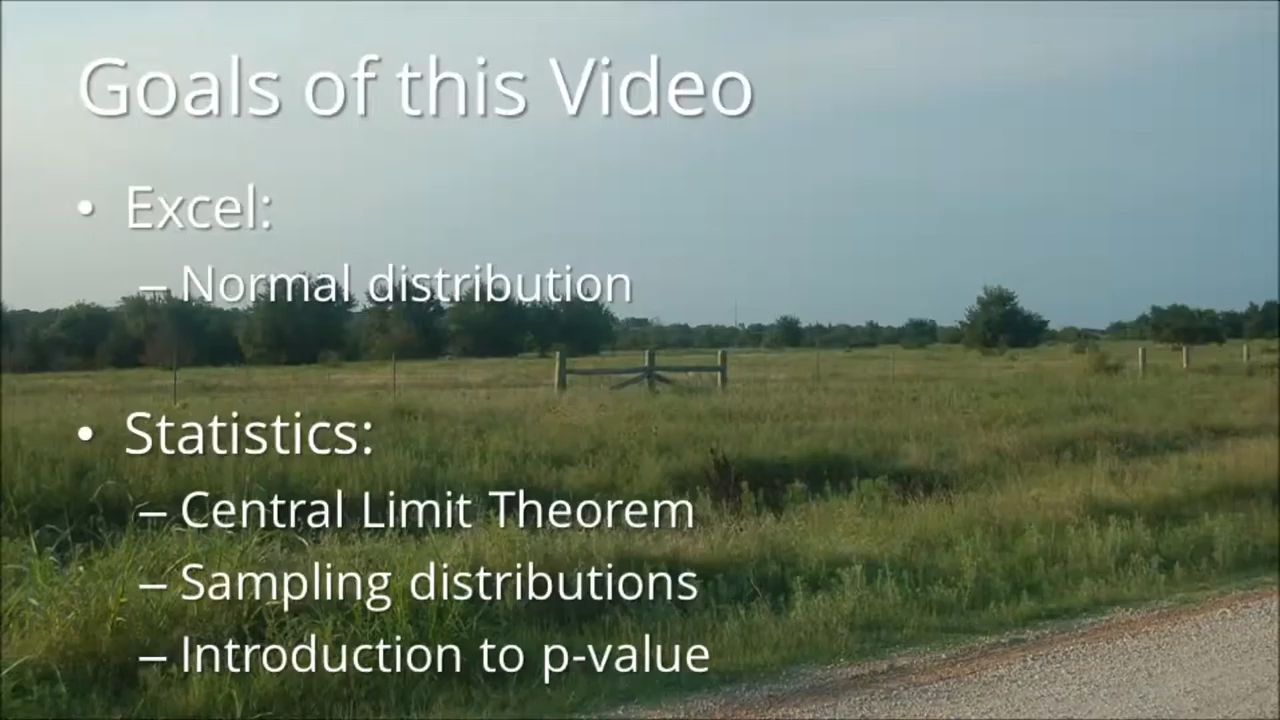 Goals of this Video
• Excel:
– Normal distribution
• Statistics:
– Central Limit Theorem
– Sampling distributions
– Introduction to p-value